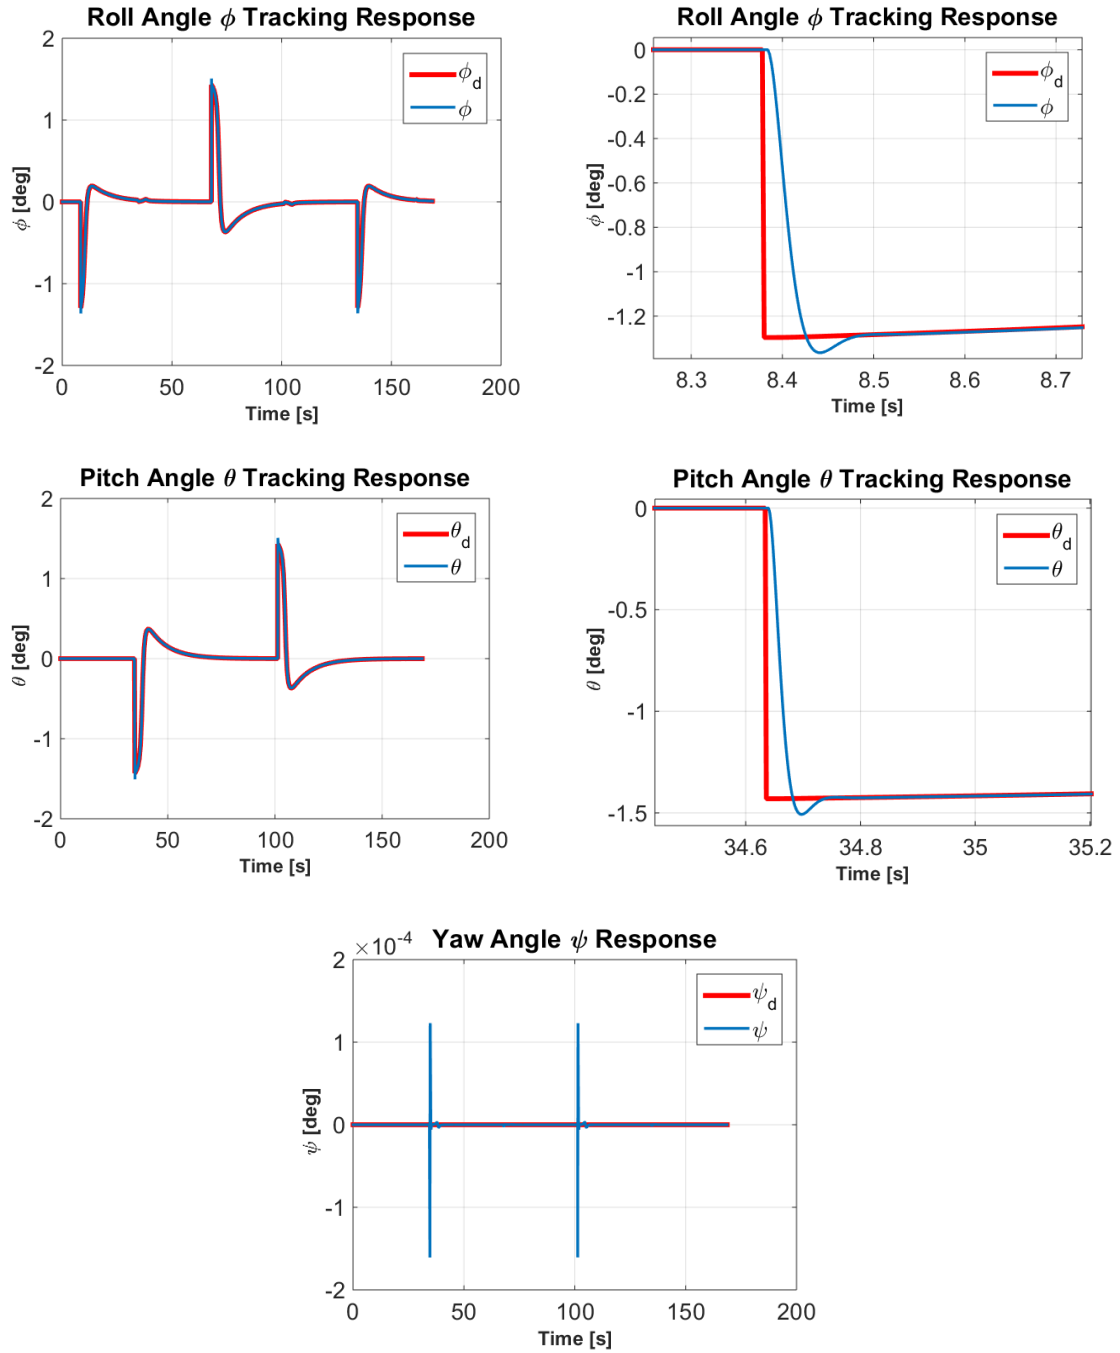 Roll Angle ϕ Tracking Response
2
1
0
-1
-2
ϕ [deg]
ϕd
ϕ
0 50 100 150 200
Time [s]
Roll Angle ϕ Tracking Response
0
-0.2
-0.4
-0.6
-0.8
-1
-1.2
ϕ [deg]
ϕd
ϕ
8.3 8.4 8.5 8.6 8.7
Time [s]
Pitch Angle θ Tracking Response
2
1
0
-1
-2
θ [deg]
θd
θ
0 50 100 150 200
Time [s]
Pitch Angle θ Tracking Response
0
-0.5
-1
-1.5
θ [deg]
θd
θ
34.6 34.8 35 35.2
Time [s]
×10-4 Yaw Angle ψ Response
2
1
0
-1
-2
ψ [deg]
ψd
ψ
0 50 100 150 200
Time [s]